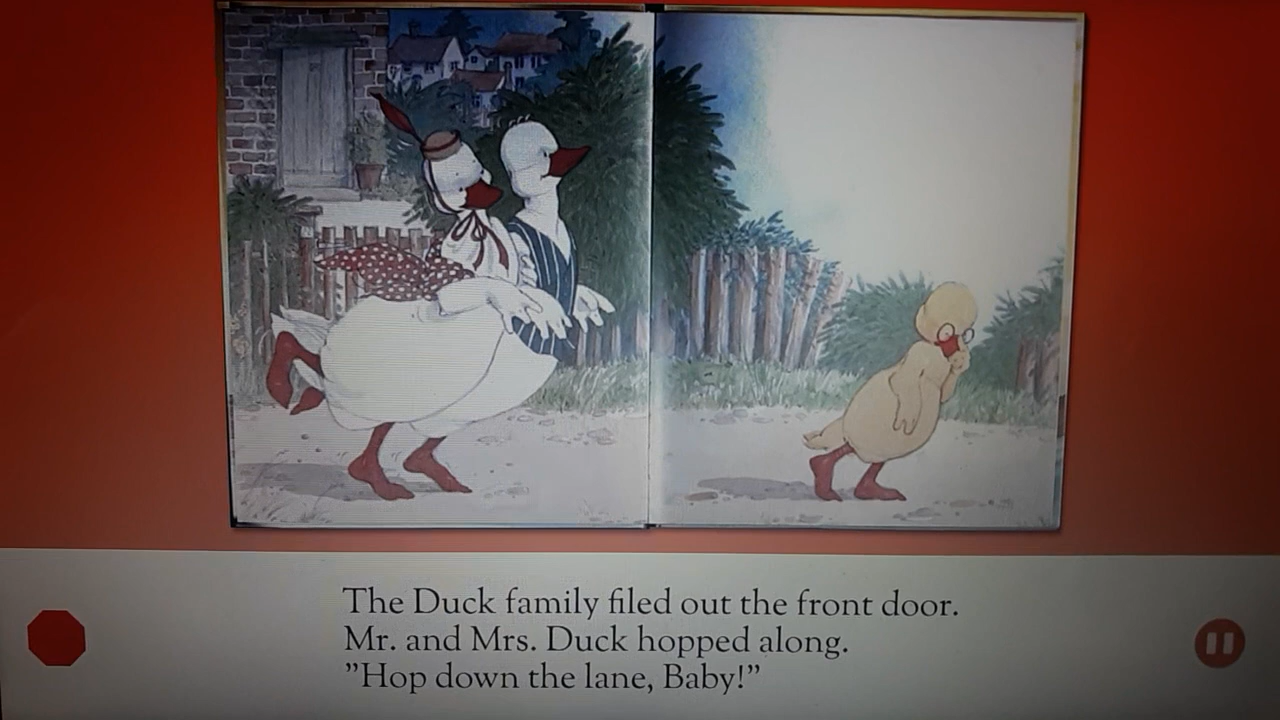 The Duck family filed out the front door.
Mr. and Mrs. Duck hopped along.
”Hop down the lane, Baby!”